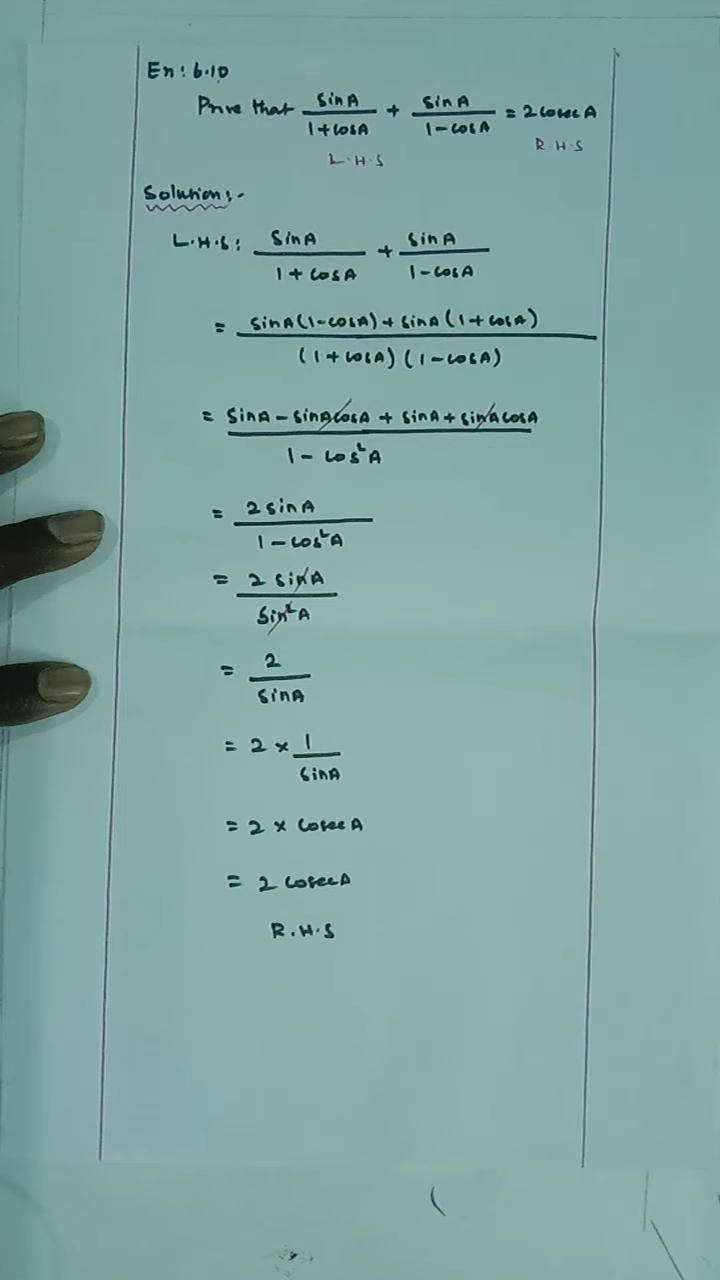 Ex: 6.10
Prove that sinA/1+cosA + sinA/1-cosA = 2cosecA
L.H.S R.H.S
Solution:-
L.H.S: sinA/1+cosA + sinA/1-cosA
= sinA(1-cosA)+sinA(1+cosA)/(1+cosA)(1-cosA)
= sinA-sinAcosA+sinA+sinAcosA/1-cos²A
= 2sinA/1-cos²A
= 2sinA/sin²A
= 2/sinA
= 2×1/sinA
= 2×cosecA
= 2cosecA
R.H.S